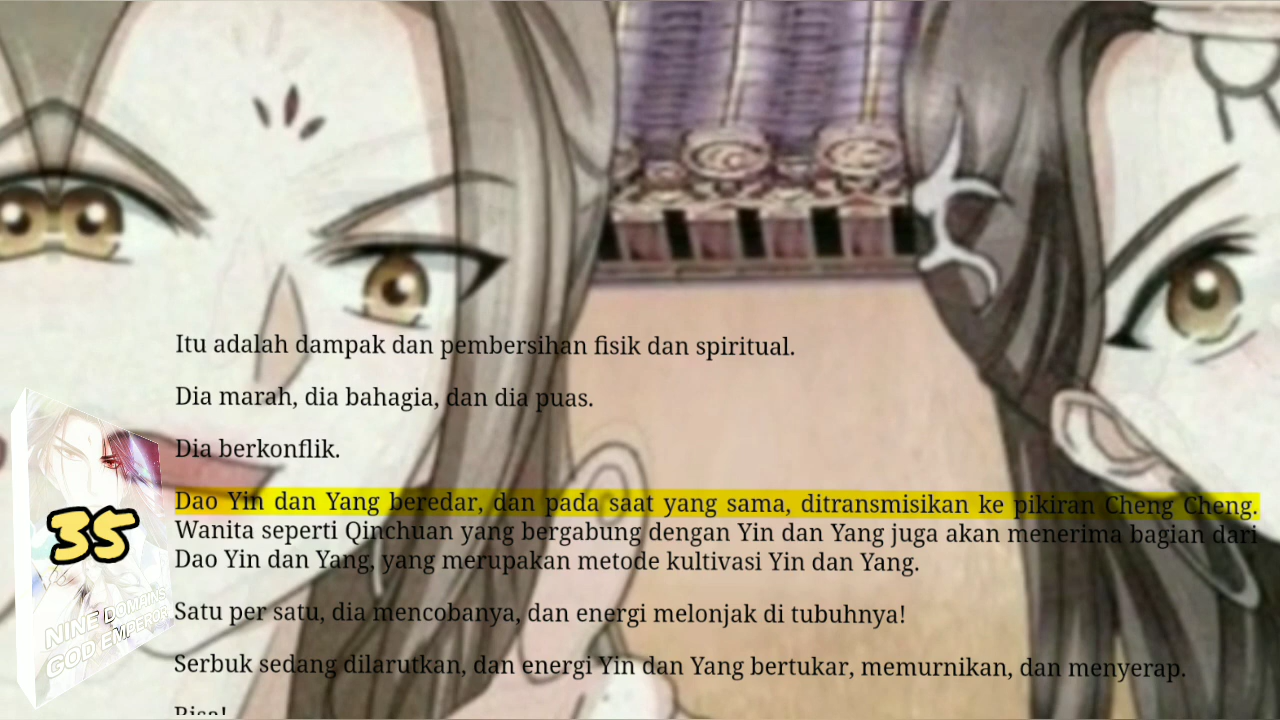 Itu adalah dampak dan pembersihan fisik dan spiritual.
Dia marah, dia bahagia, dan dia puas.
Dia berkonflik.
Dao Yin dan Yang beredar, dan pada saat yang sama, ditransmisikan ke pikiran Cheng Cheng.
Wanita seperti Qinchuan yang bergabung dengan Yin dan Yang juga akan menerima bagian dari
Dao Yin dan Yang, yang merupakan metode kultivasi Yin dan Yang.
Satu per satu, dia mencobanya, dan energi melonjak di tubuhnya!
Serbuk sedang dilarutkan, dan energi Yin dan Yang bertukar, memurnikan, dan menyerap.
35
NINE DOMAINS
GOD EMPEROR